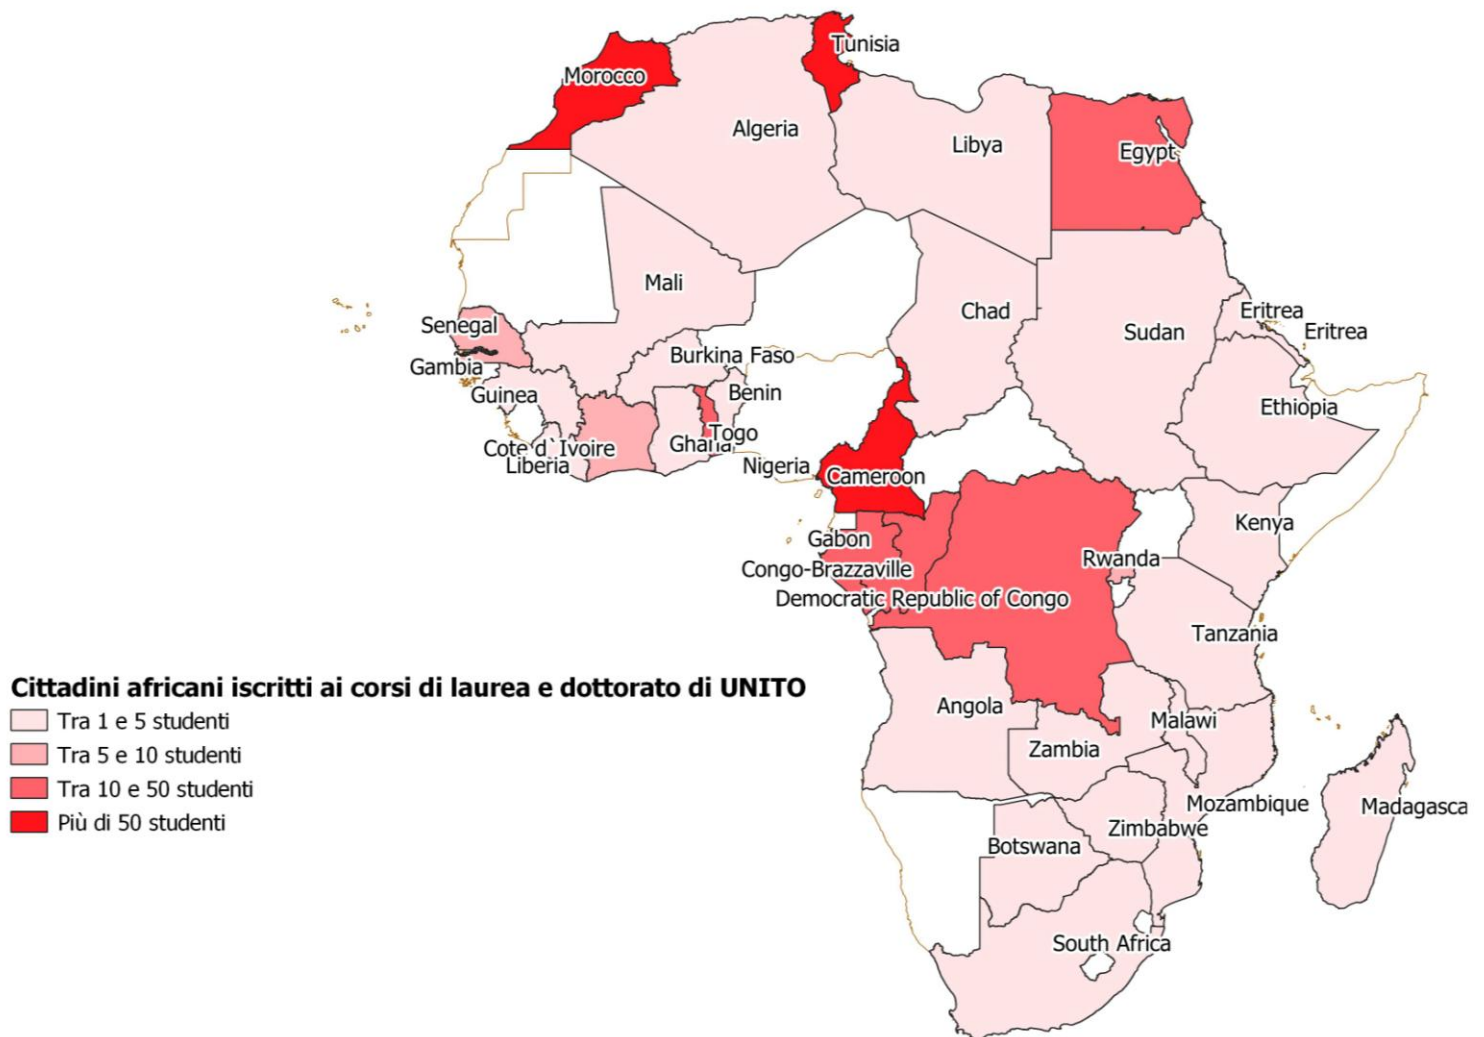 Tunisia
Morocco
Algeria
Libya
Egypt
Mali
Chad
Senegal
Eritrea
Eritrea
Sudan
Gambia
Burkina Faso
Guinea
Benin
Ethiopia
Togo
Cote d`Ivoire
Ghana
Liberia
Nigeria
Cameroon
Kenya
Gabon
Rwanda
Congo-Brazzaville
Democratic Republic of Congo
Tanzania
Cittadini africani iscritti ai corsi di laurea e dottorato di UNITO
Tra 1 e 5 studenti
Tra 5 e 10 studenti
Tra 10 e 50 studenti
Più di 50 studenti
Angola
Malawi
Zambia
Mozambique
Madagasca
Zimbabwe
Botswana
South Africa